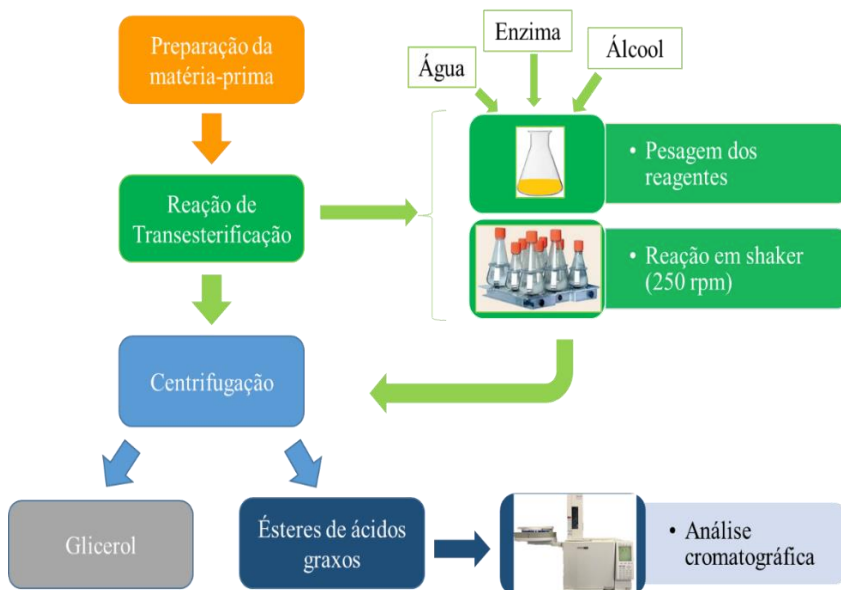 Preparação da
matéria-prima
Enzima
Água
Álcool
Reação de
Transesterificação
• Pesagem dos
reagentes
• Reação em shaker
(250 rpm)
Centrifugação
Glicerol
Ésteres de ácidos
graxos
• Análise
cromatográfica